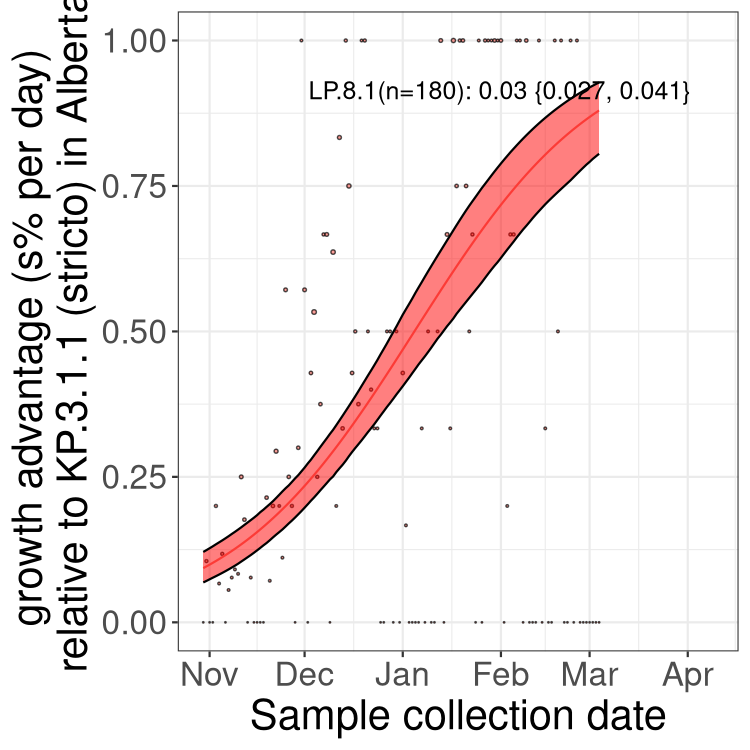 growth advantage (s% per day)
relative to KP.3.1.1 (stricto) in Alberta
1.00
0.75
0.50
0.25
0.00
LP.8.1(n=180): 0.03 {0.027, 0.041}
Nov Dec Jan Feb Mar Apr
Sample collection date